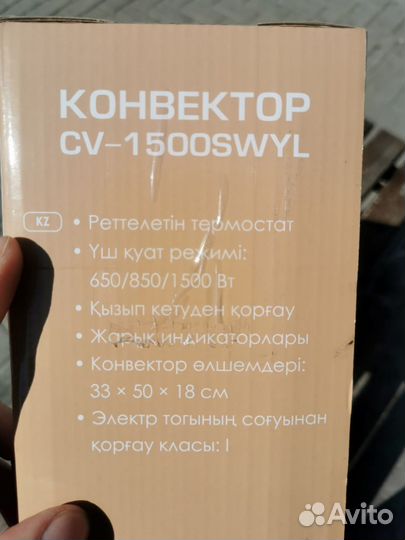 КОНВЕКТОР
CV-1500SWYL
KZ • Реттелетін термостат
• Үш қуат режимі:
650/850/1500 Вт
• Қызып кетуден қорғау
• Жарық индикаторлары
• Конвектор өлшемдері:
33 × 50 × 18 см
• Электр тогының соғуынан
қорғау класы: I
Avito